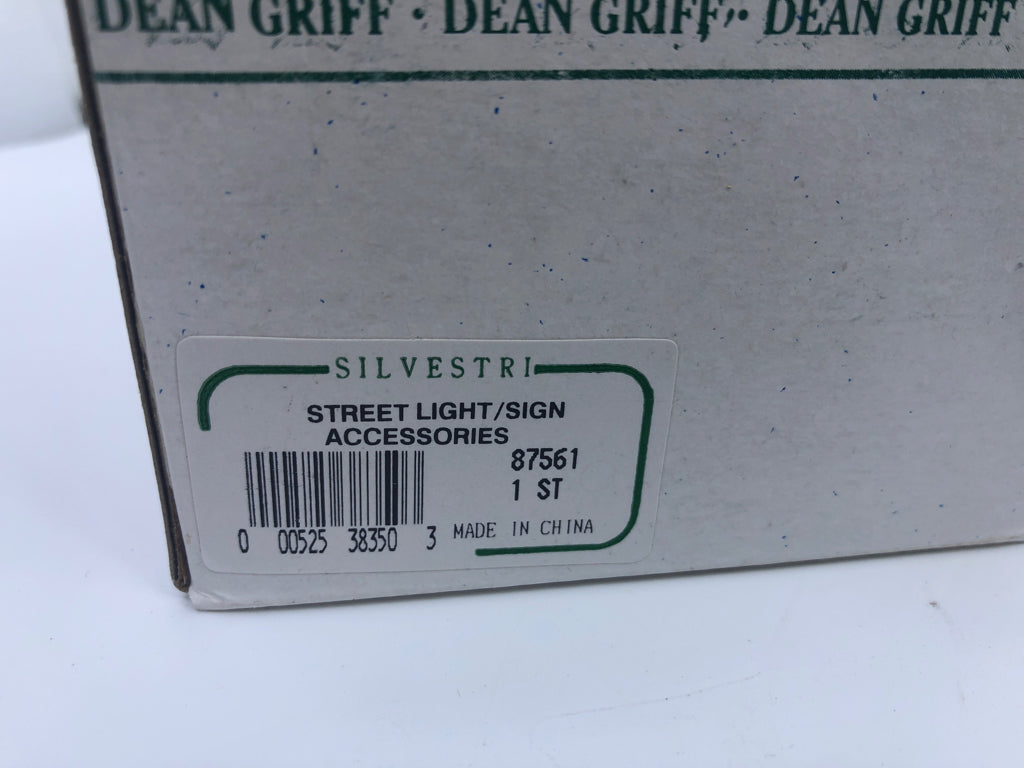 DEAN GRIFF · DEAN GRIFF · DEAN GRIFF
SILVESTRI
STREET LIGHT/SIGN
ACCESSORIES
87561
1 ST
0 00525 38350 3
MADE IN CHINA